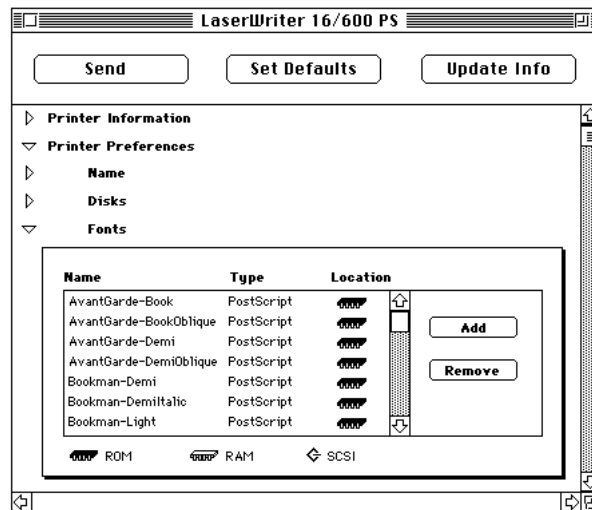 LaserWriter 16/600 PS
Send Set Defaults Update Info
Printer Information
Printer Preferences
Name
Disks
Fonts
Name Type Location
AvantGarde-Book PostScript
AvantGarde-BookOblique PostScript
AvantGarde-Demi PostScript
AvantGarde-DemiOblique PostScript
Bookman-Demi PostScript
Bookman-DemiItalic PostScript
Bookman-Light PostScript
Add
Remove
ROM RAM SCSI